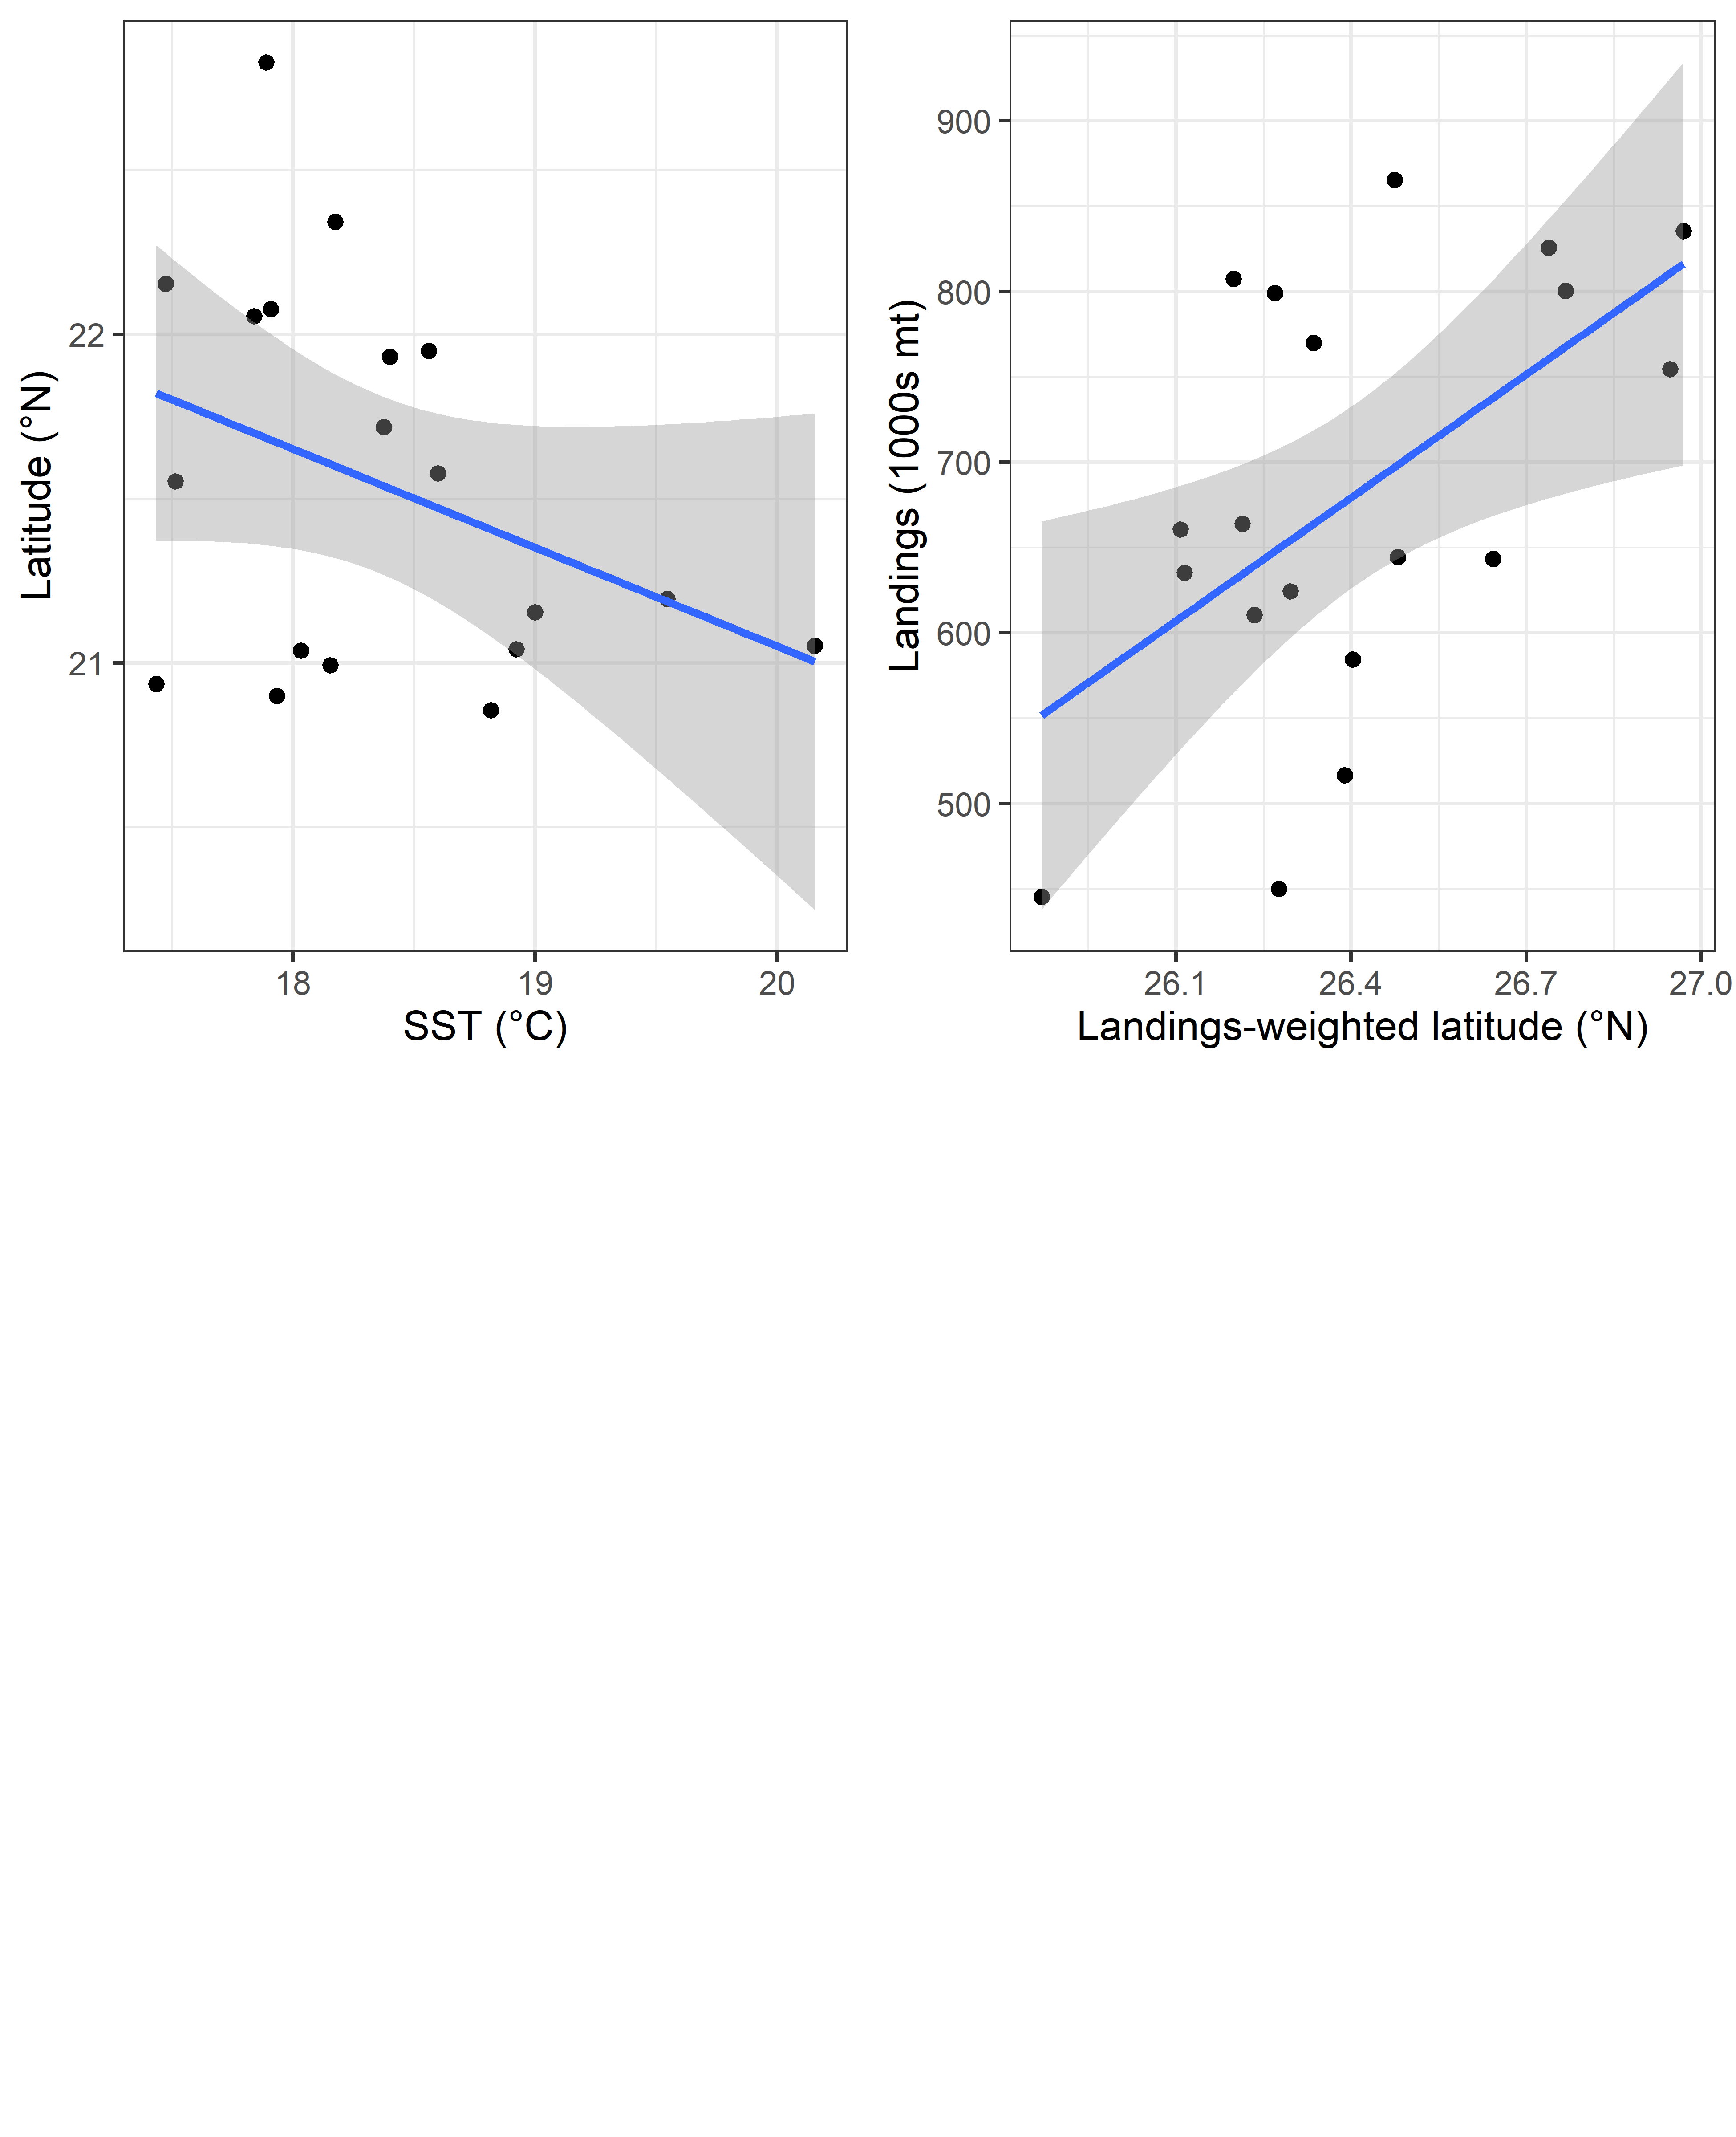 Latitude (°N)
22
21
18 19 20
SST (°C)
Landings (1000s mt)
900
800
700
600
500
26.1 26.4 26.7 27.0
Landings-weighted latitude (°N)